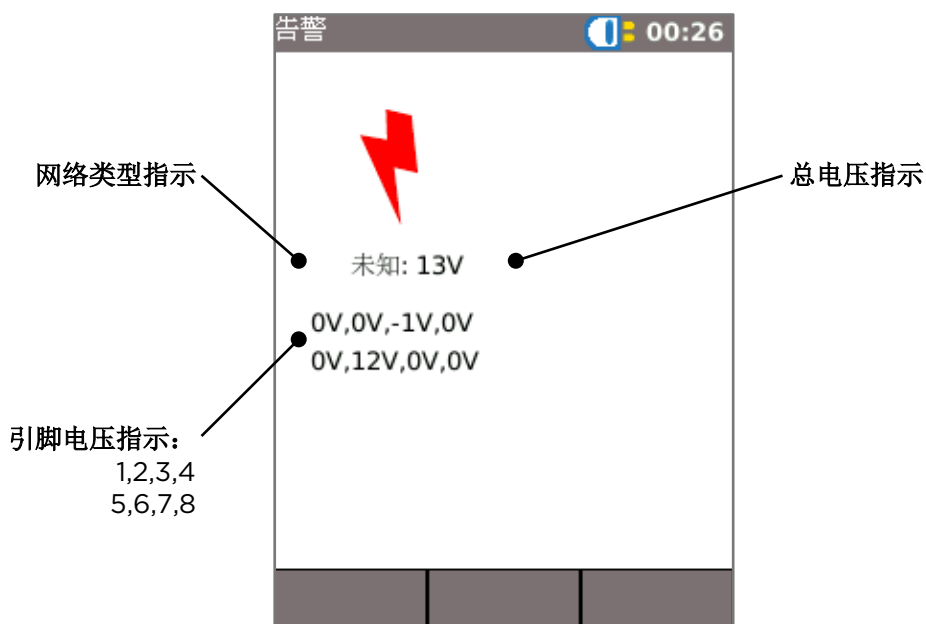 告警
00:26
网络类型指示
总电压指示
未知: 13V
0V,0V,-1V,0V
0V,12V,0V,0V
引脚电压指示：
1,2,3,4
5,6,7,8